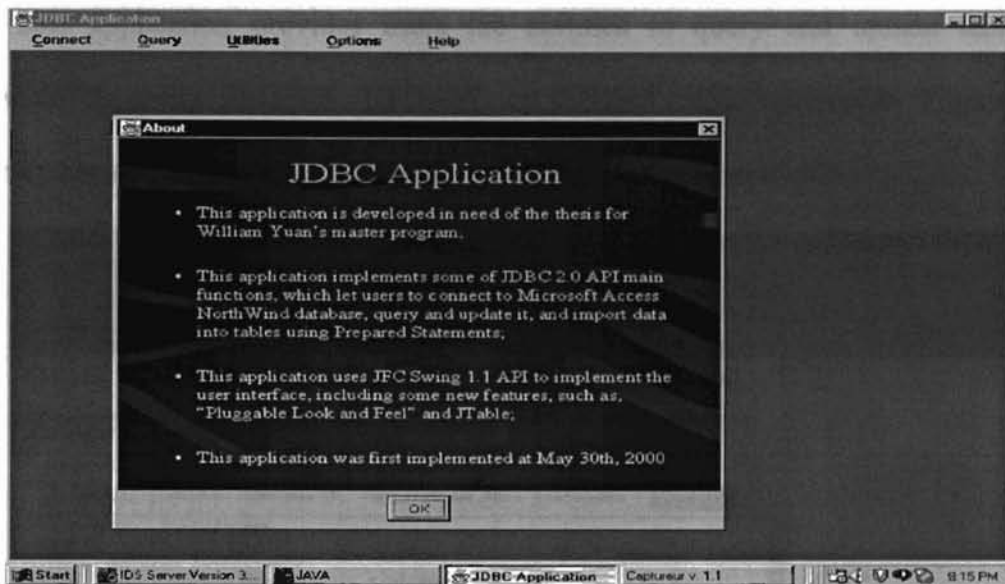 JDBC Application
Connect Query Utilities Options Help
About
JDBC Application
• This application is developed in need of the thesis for
William Yuan's master program.
• This application implements some of JDBC 2.0 API main
functions, which let users to connect to Microsoft Access
NorthWind database, query and update it, and import data
into tables using Prepared Statements;
• This application uses JFC Swing 1.1 API to implement the
user interface, including some new features, such as,
"Pluggable Look and Feel" and JTable;
• This application was first implemented at May 30th, 2000
OK
Start IDS Server Version 3... JAVA JDBC Application Captureur v. 1.1 8:15 PM